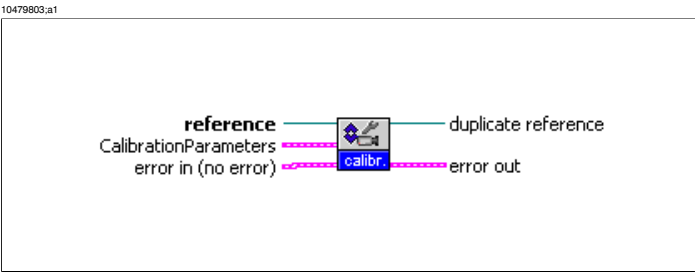 10479803;a1
reference
duplicate reference
CalibrationParameters
error in (no error)
calibr.
error out